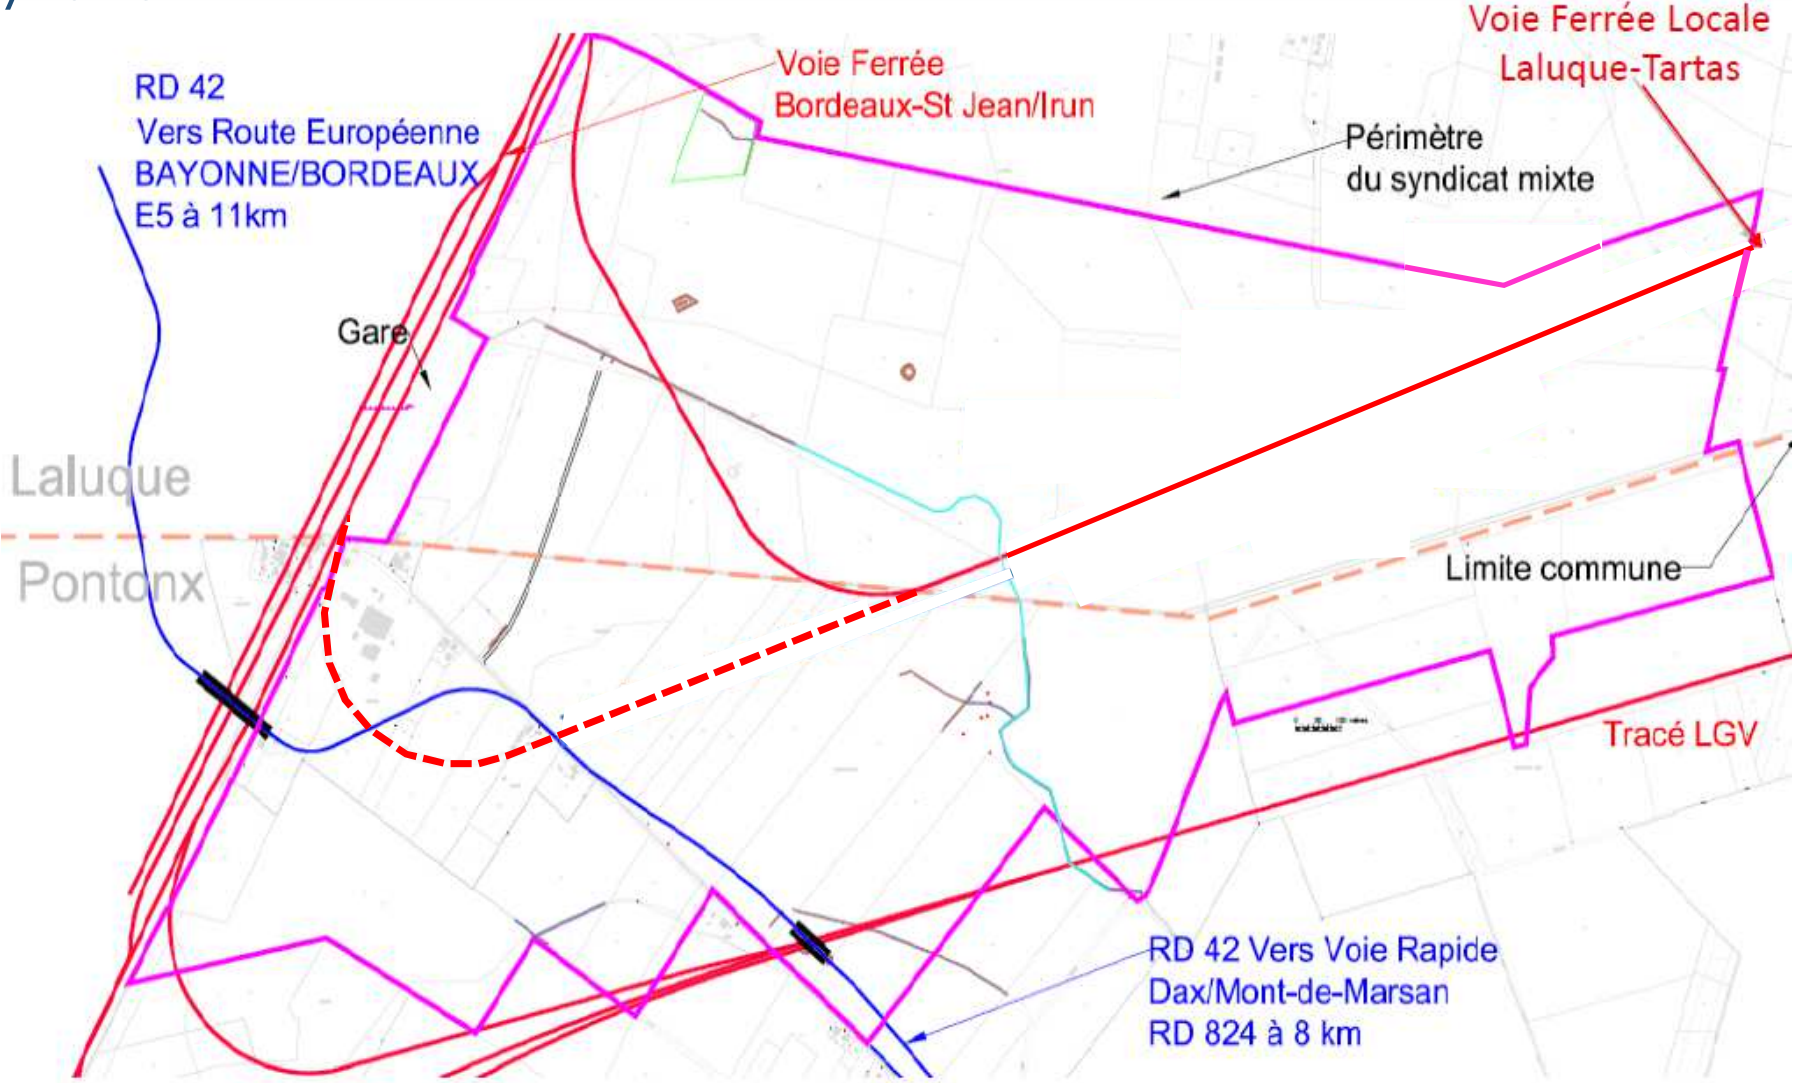 Voie Ferrée Locale
Laluque-Tartas
Voie Ferrée
Bordeaux-St Jean/Irun
RD 42
Vers Route Européenne
BAYONNE/BORDEAUX
E5 à 11km
Périmètre
du syndicat mixte
Gare
Laluque
Pontonx
Limite commune
Tracé LGV
RD 42 Vers Voie Rapide
Dax/Mont-de-Marsan
RD 824 à 8 km